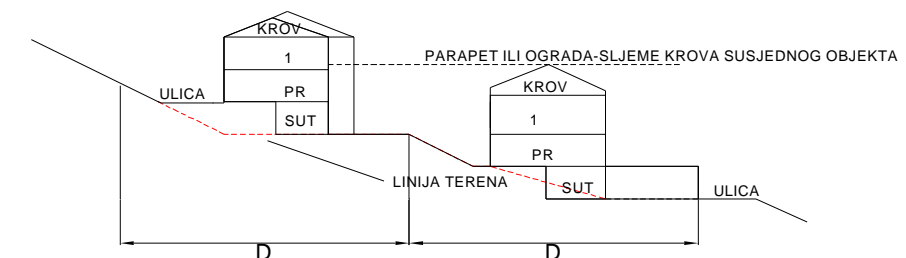 KROV
1
PR
SUT
ULICA
PARAPET ILI OGRADA-SLJEME KROVA SUSJEDNOG OBJEKTA
KROV
1
PR
SUT
ULICA
LINIJA TERENA
D
D